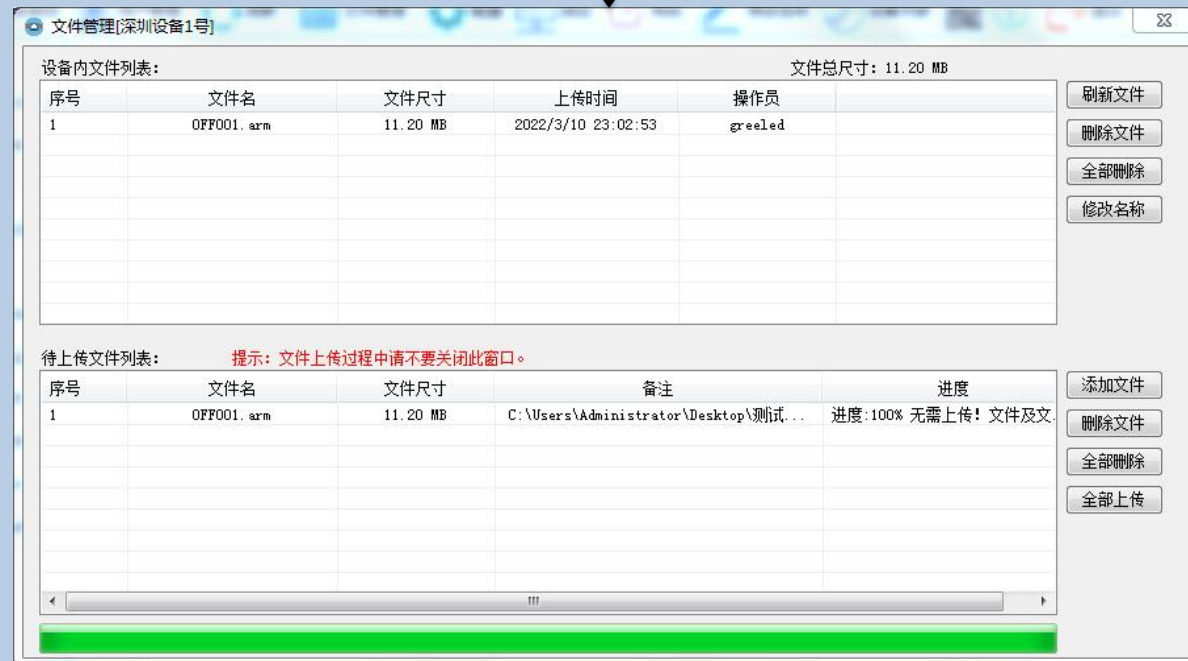 文件管理[深圳设备1号]
设备内文件列表： 文件总尺寸：11.20 MB
序号 文件名 文件尺寸 上传时间 操作员
1 OFF001.arm 11.20 MB 2022/3/10 23:02:53 greeled
刷新文件
删除文件
全部删除
修改名称
待上传文件列表： 提示：文件上传过程中请不要关闭此窗口。
序号 文件名 文件尺寸 备注 进度
1 OFF001.arm 11.20 MB C:\Users\Administrator\Desktop\测试... 进度:100% 无需上传! 文件及文.
添加文件
删除文件
全部删除
全部上传